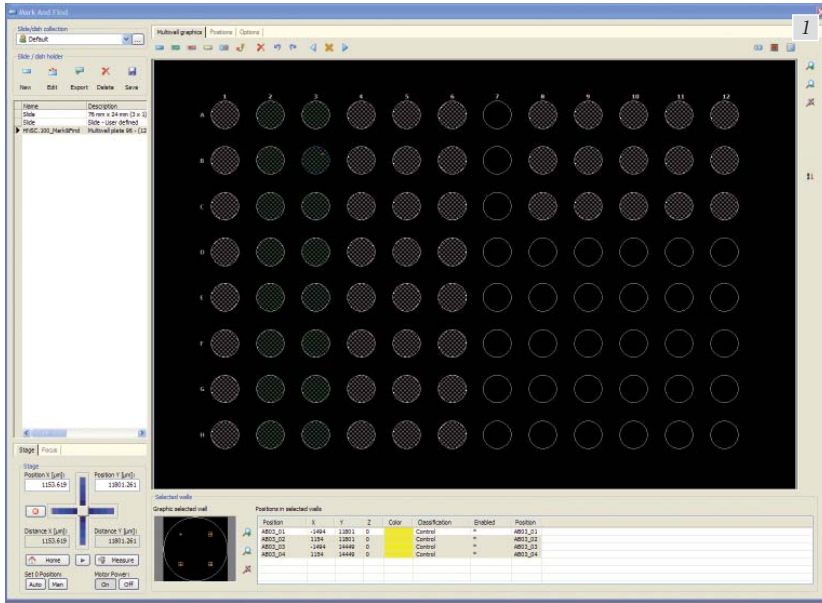 Mark And Find
1
Slide/dish collection
Default
...
Slide / dish holder
New Edit Export Delete Save
Name Description
Slide 76 mm x 24 mm (3 x 1)
Slide Slide - User defined
Multiwell plate 96 - (12
Multiwell graphics Positions Options
1 2 3 4 5 6 7 8 9 10 11 12
A
B
C
D
E
F
G
H
Stage Focus
Stage
Position X [µm]: Position Y [µm]:
1153.619 11801.261
Distance X [µm]: Distance Y [µm]:
1153.619 11801.261
Home Measure
Set 0 Position: Motor Power:
Auto Man On Off
Selected wells
Graphic selected well Positions in selected wells
Position X Y Z Color Classification Enabled Position
AB03_01 -1494 11801 0 Control * AB03_01
AB03_02 1154 11801 0 Control * AB03_02
AB03_03 -1494 14449 0 Control * AB03_03
AB03_04 1154 14449 0 Control * AB03_04